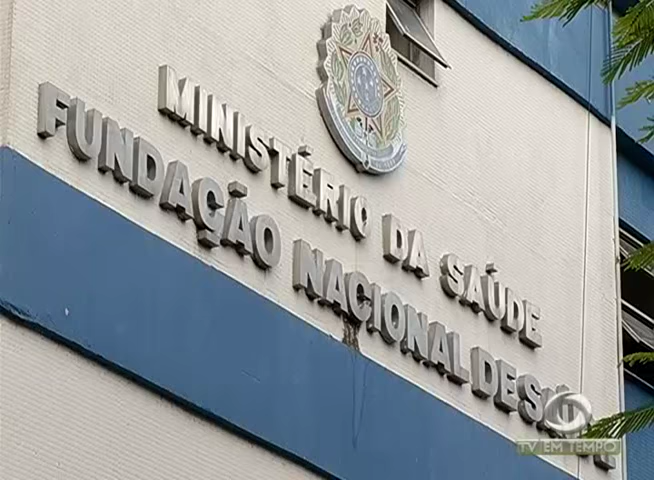 MINISTÉRIO DA SAÚDE
FUNDAÇÃO NACIONAL DE
TV EM TEMPO